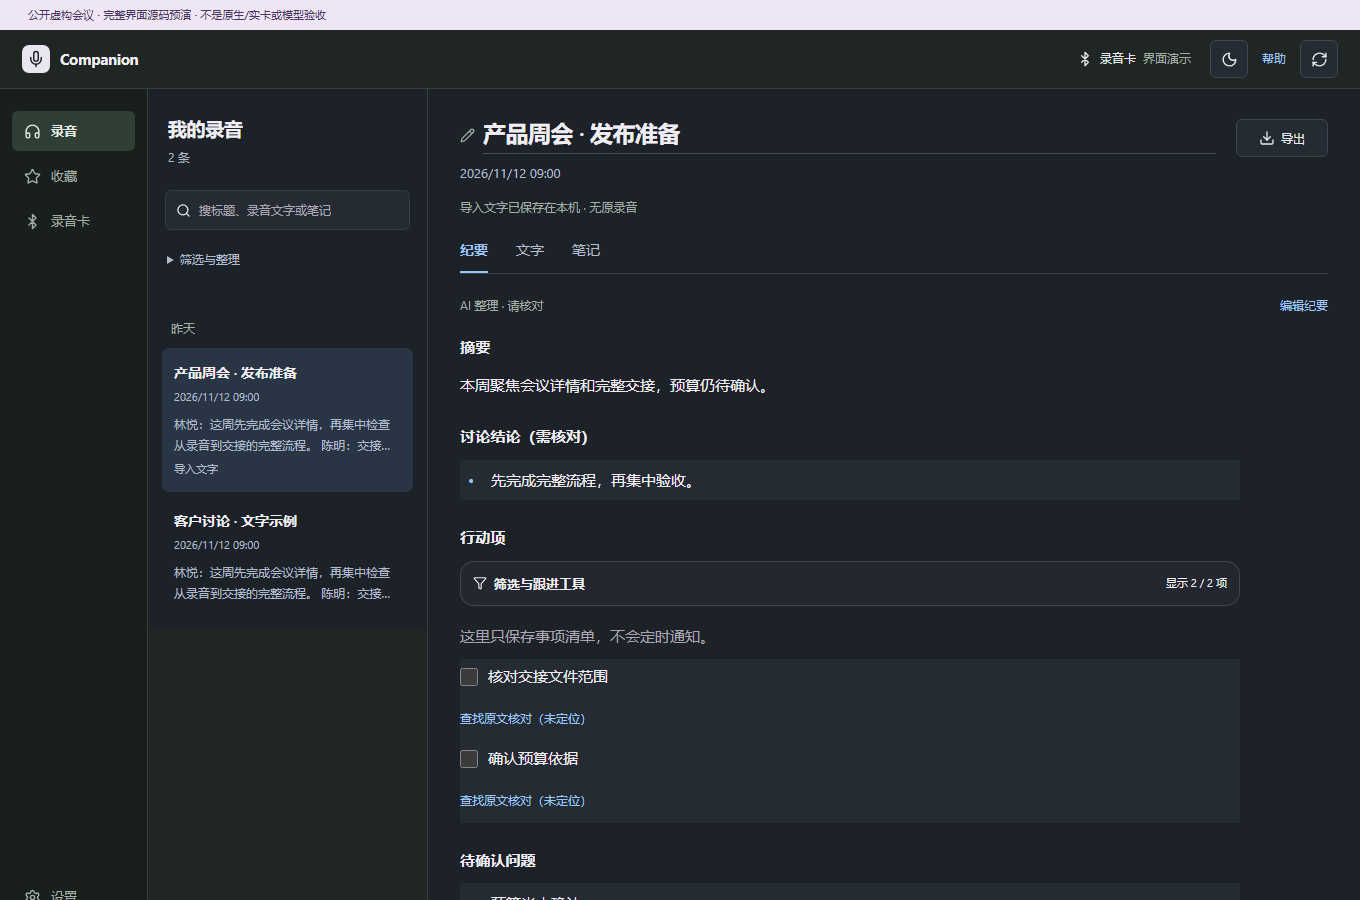 公开虚构会议 · 完整界面源码预演 · 不是原生/实卡或模型验收
Companion
录音卡 界面演示
帮助
录音
收藏
录音卡
设置
我的录音
2 条
搜标题、录音文字或笔记
筛选与整理
昨天
产品周会 · 发布准备
2026/11/12 09:00
林悦：这周先完成会议详情，再集中检查
从录音到交接的完整流程。 陈明：交接...
导入文字
客户讨论 · 文字示例
2026/11/12 09:00
林悦：这周先完成会议详情，再集中检查
从录音到交接的完整流程。 陈明：交接...
产品周会 · 发布准备
导出
2026/11/12 09:00
导入文字已保存在本机 · 无原录音
纪要 文字 笔记
AI 整理 · 请核对
编辑纪要
摘要
本周聚焦会议详情和完整交接，预算仍待确认。
讨论结论（需核对）
• 先完成完整流程，再集中验收。
行动项
筛选与跟进工具
显示 2 / 2 项
这里只保存事项清单，不会定时通知。
核对交接文件范围
查找原文核对（未定位）
确认预算依据
查找原文核对（未定位）
待确认问题